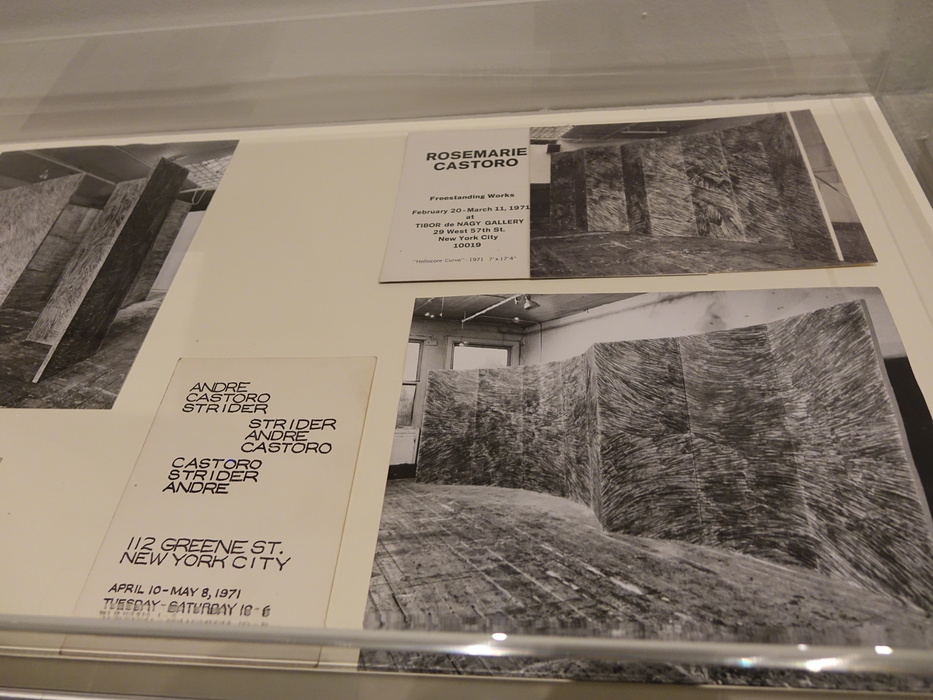 ROSEMARIE
CASTORO
Freestanding Works
February 20 - March 11, 1971
at
TIBOR de NAGY GALLERY
29 West 57th St.
New York City
10019
"Holocore Curve" · 1971 7' x 17'4"
ANDRE
CASTORO
STRIDER
STRIDER
ANDRE
CASTORO
CASTORO
STRIDER
ANDRE
112 GREENE ST.
NEW YORK CITY
APRIL 10 - MAY 8, 1971
TUESDAY - SATURDAY 10 - 6